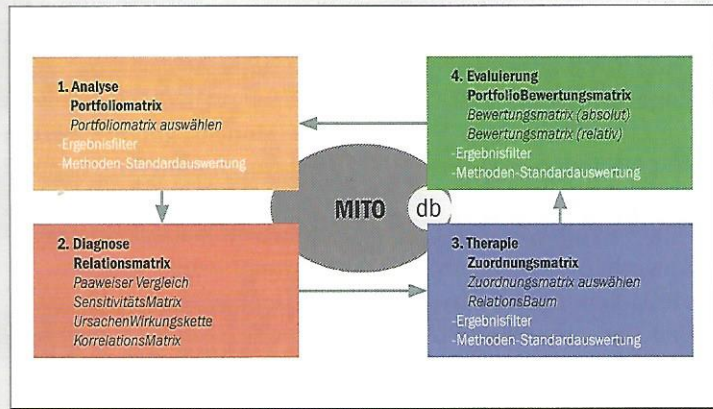 1. Analyse
Portfoliomatrix
Portfoliomatrix auswählen
-Ergebnisfilter
-Methoden-Standardauswertung
2. Diagnose
Relationsmatrix
Paaweiser Vergleich
SensitivitätsMatrix
UrsachenWirkungskette
KorrelationsMatrix
MITO
db
3. Therapie
Zuordnungsmatrix
Zuordnungsmatrix auswählen
RelationsBaum
-Ergebnisfilter
-Methoden-Standardauswertung
4. Evaluierung
PortfolioBewertungsmatrix
Bewertungsmatrix (absolut)
Bewertungsmatrix (relativ)
-Ergebnisfilter
-Methoden-Standardauswertung